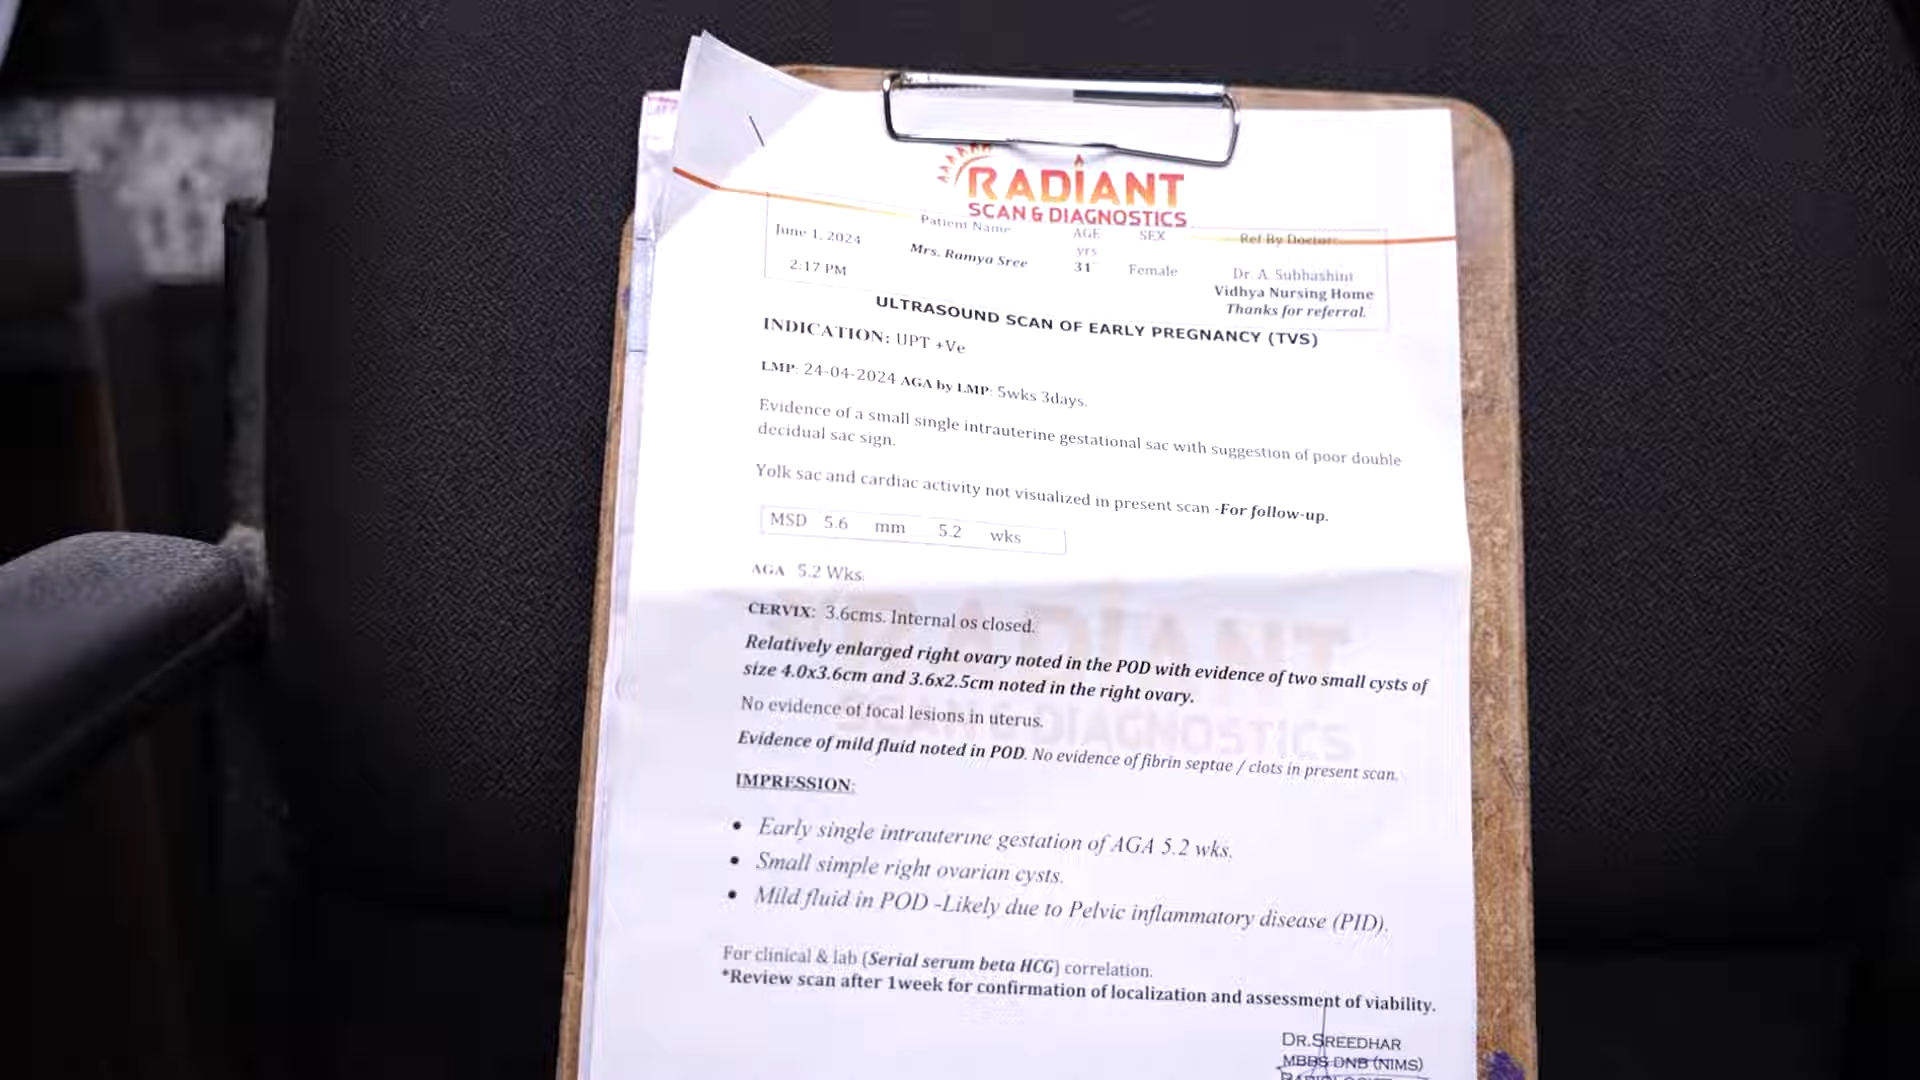 RADIANT
SCAN & DIAGNOSTICS
June 1, 2024
2:17 PM
Patient Name
Mrs. Ramya Sree
AGE
yrs
31
SEX
Female
Ref By Doctor:
Dr. A. Subhashini
Vidhya Nursing Home
Thanks for referral.
ULTRASOUND SCAN OF EARLY PREGNANCY (TVS)
INDICATION: UPT +Ve
LMP: 24-04-2024 AGA by LMP: 5wks 3days.
Evidence of a small single intrauterine gestational sac with suggestion of poor double
decidual sac sign.
Yolk sac and cardiac activity not visualized in present scan -For follow-up.
MSD 5.6 mm 5.2 wks
AGA 5.2 Wks.
CERVIX: 3.6cms. Internal os closed.
Relatively enlarged right ovary noted in the POD with evidence of two small cysts of
size 4.0x3.6cm and 3.6x2.5cm noted in the right ovary.
No evidence of focal lesions in uterus.
Evidence of mild fluid noted in POD. No evidence of fibrin septae / clots in present scan.
IMPRESSION:
• Early single intrauterine gestation of AGA 5.2 wks.
• Small simple right ovarian cysts.
• Mild fluid in POD -Likely due to Pelvic inflammatory disease (PID).
For clinical & lab (Serial serum beta HCG) correlation.
*Review scan after 1week for confirmation of localization and assessment of viability.
DR.SREEDHAR
MBBS DNB (NIMS)